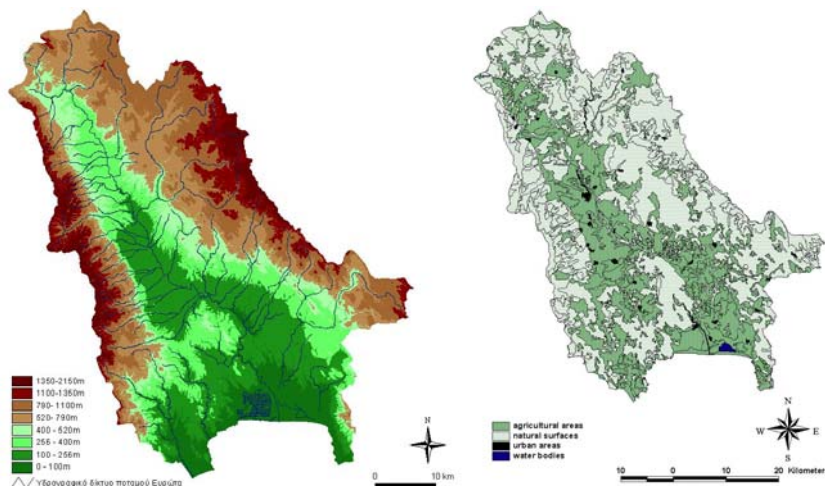 1350-2150m
1100-1350m
790-1100m
520-790m
400-520m
256-400m
100-256m
0-100m
Υδρογραφικό δίκτυο ποταμού Ευρώτα
N
0 10 km
agricultural areas
natural surfaces
urban areas
water bodies
N
W E
S
10 0 10 20 Kilometer